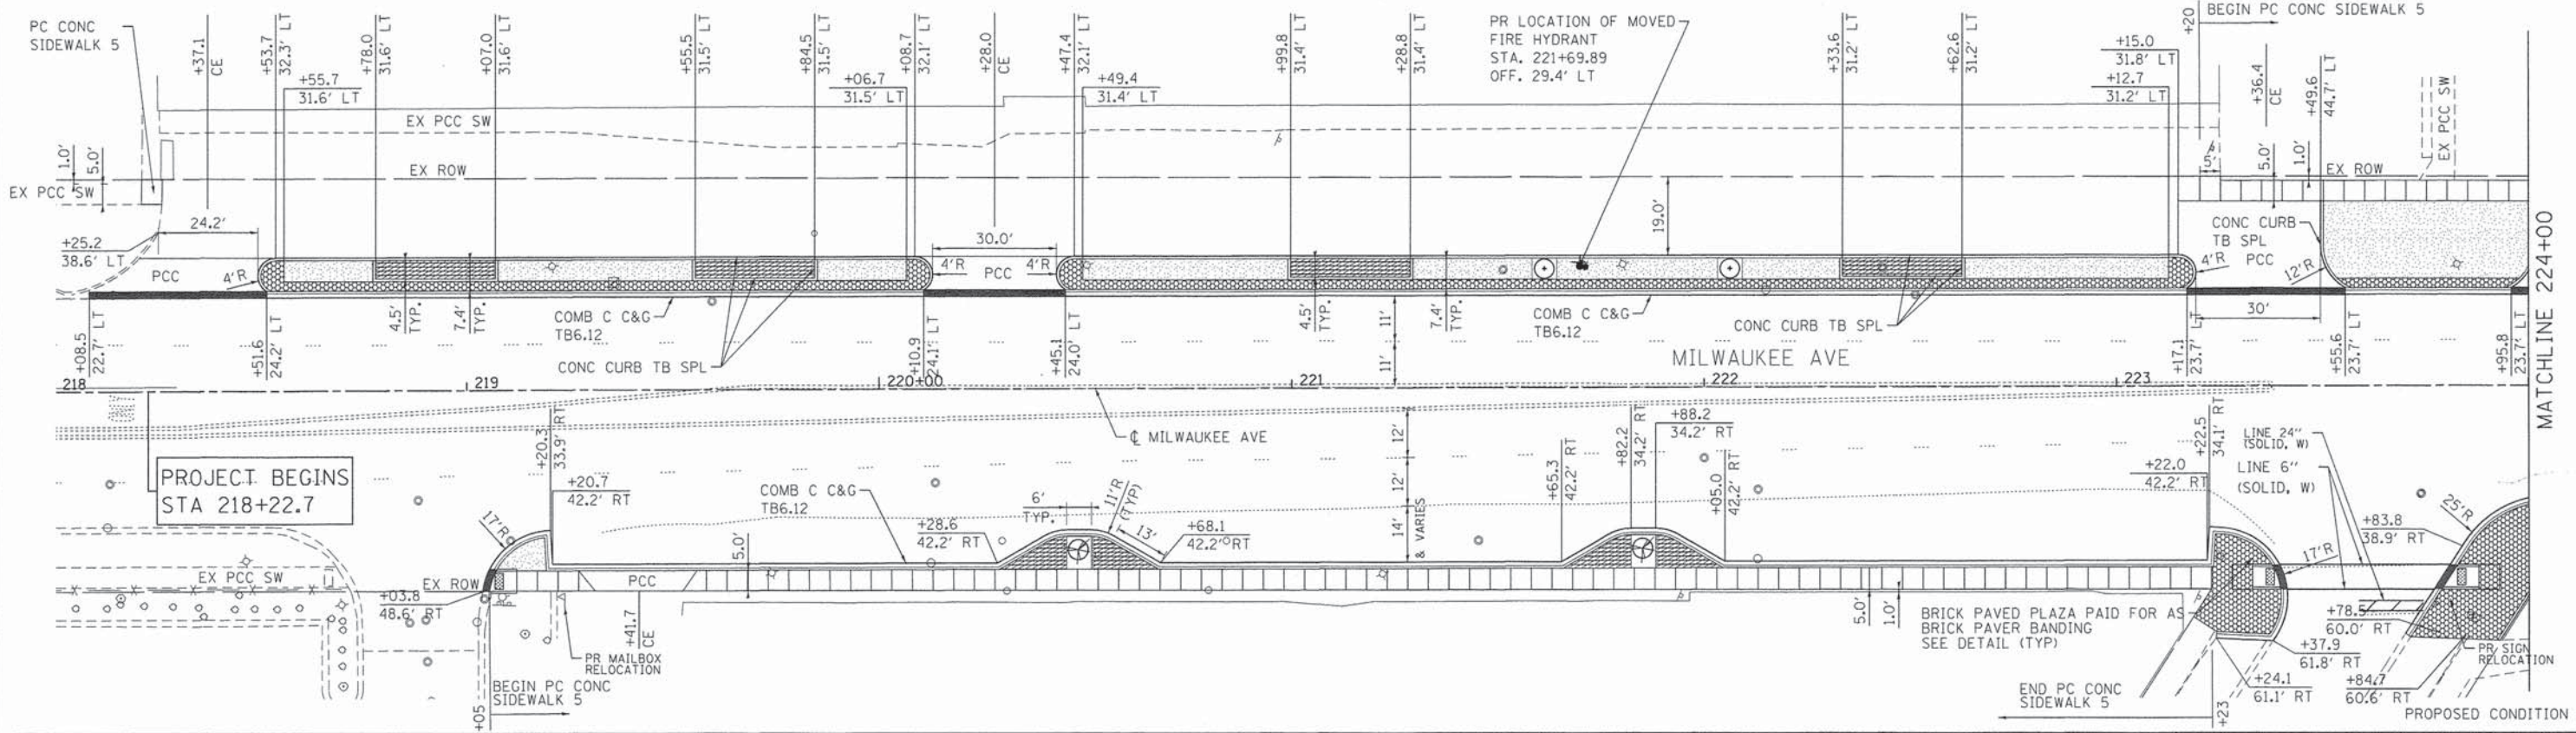 PC CONC
SIDEWALK 5
+37.1
CE
+53.7
32.3' LT
+55.7
31.6' LT
+78.0
31.6' LT
+07.0
31.6' LT
+55.5
31.5' LT
+84.5
31.5' LT
+06.7
31.5' LT
+08.7
32.1' LT
+28.0
CE
+47.4
32.1' LT
+49.4
31.4' LT
+99.8
31.4' LT
+28.8
31.4' LT
PR LOCATION OF MOVED
FIRE HYDRANT
STA. 221+69.89
OFF. 29.4' LT
+33.6
31.2' LT
+62.6
31.2' LT
+15.0
31.8' LT
+12.7
31.2' LT
+20
BEGIN PC CONC SIDEWALK 5
+36.4
CE
+49.6
44.7' LT
EX PCC SW
1.0'
5.0'
EX PCC SW
EX PCC SW
EX ROW
5'
5.0'
1.0'
EX ROW
24.2'
+25.2
38.6' LT
PCC
4'R
4'R
30.0'
PCC
4'R
19.0'
4'R
CONC CURB
TB SPL
PCC
12'R
30'
MATCHLINE 224+00
+08.5
22.7' LT
+51.6
24.2' LT
4.5'
TYP.
7.4'
TYP.
COMB C C&G
TB6.12
CONC CURB TB SPL
+10.9
24.1' LT
+45.1
24.0' LT
4.5'
TYP.
7.4'
TYP.
11'
11'
COMB C C&G
TB6.12
CONC CURB TB SPL
MILWAUKEE AVE
+17.1
23.7' LT
+55.6
23.7' LT
+95.8
23.7' LT
218
219
220+00
221
222
223
PROJECT BEGINS
STA 218+22.7
+20.3
33.9' RT
+20.7
42.2' RT
17'R
COMB C C&G
TB6.12
℄ MILWAUKEE AVE
6'
TYP.
11'R
(TYP)
13'
+28.6
42.2' RT
+68.1
42.2' RT
12'
12'
14'
& VARIES
+65.3
42.2' RT
+82.2
34.2' RT
+88.2
34.2' RT
+05.0
42.2' RT
+22.0
42.2' RT
+22.5
34.1' RT
LINE 24"
(SOLID, W)
LINE 6"
(SOLID, W)
25'R
+83.8
38.9' RT
17'R
EX PCC SW
EX ROW
+03.8
48.6' RT
5.0'
PCC
+41.7
CE
PR MAILBOX
RELOCATION
+05
BEGIN PC CONC
SIDEWALK 5
5.0'
1.0'
BRICK PAVED PLAZA PAID FOR AS
BRICK PAVER BANDING
SEE DETAIL (TYP)
+78.5
60.0' RT
+37.9
61.8' RT
+24.1
61.1' RT
+84.7
60.6' RT
PR SIGN
RELOCATION
END PC CONC
SIDEWALK 5
+23
PROPOSED CONDITION